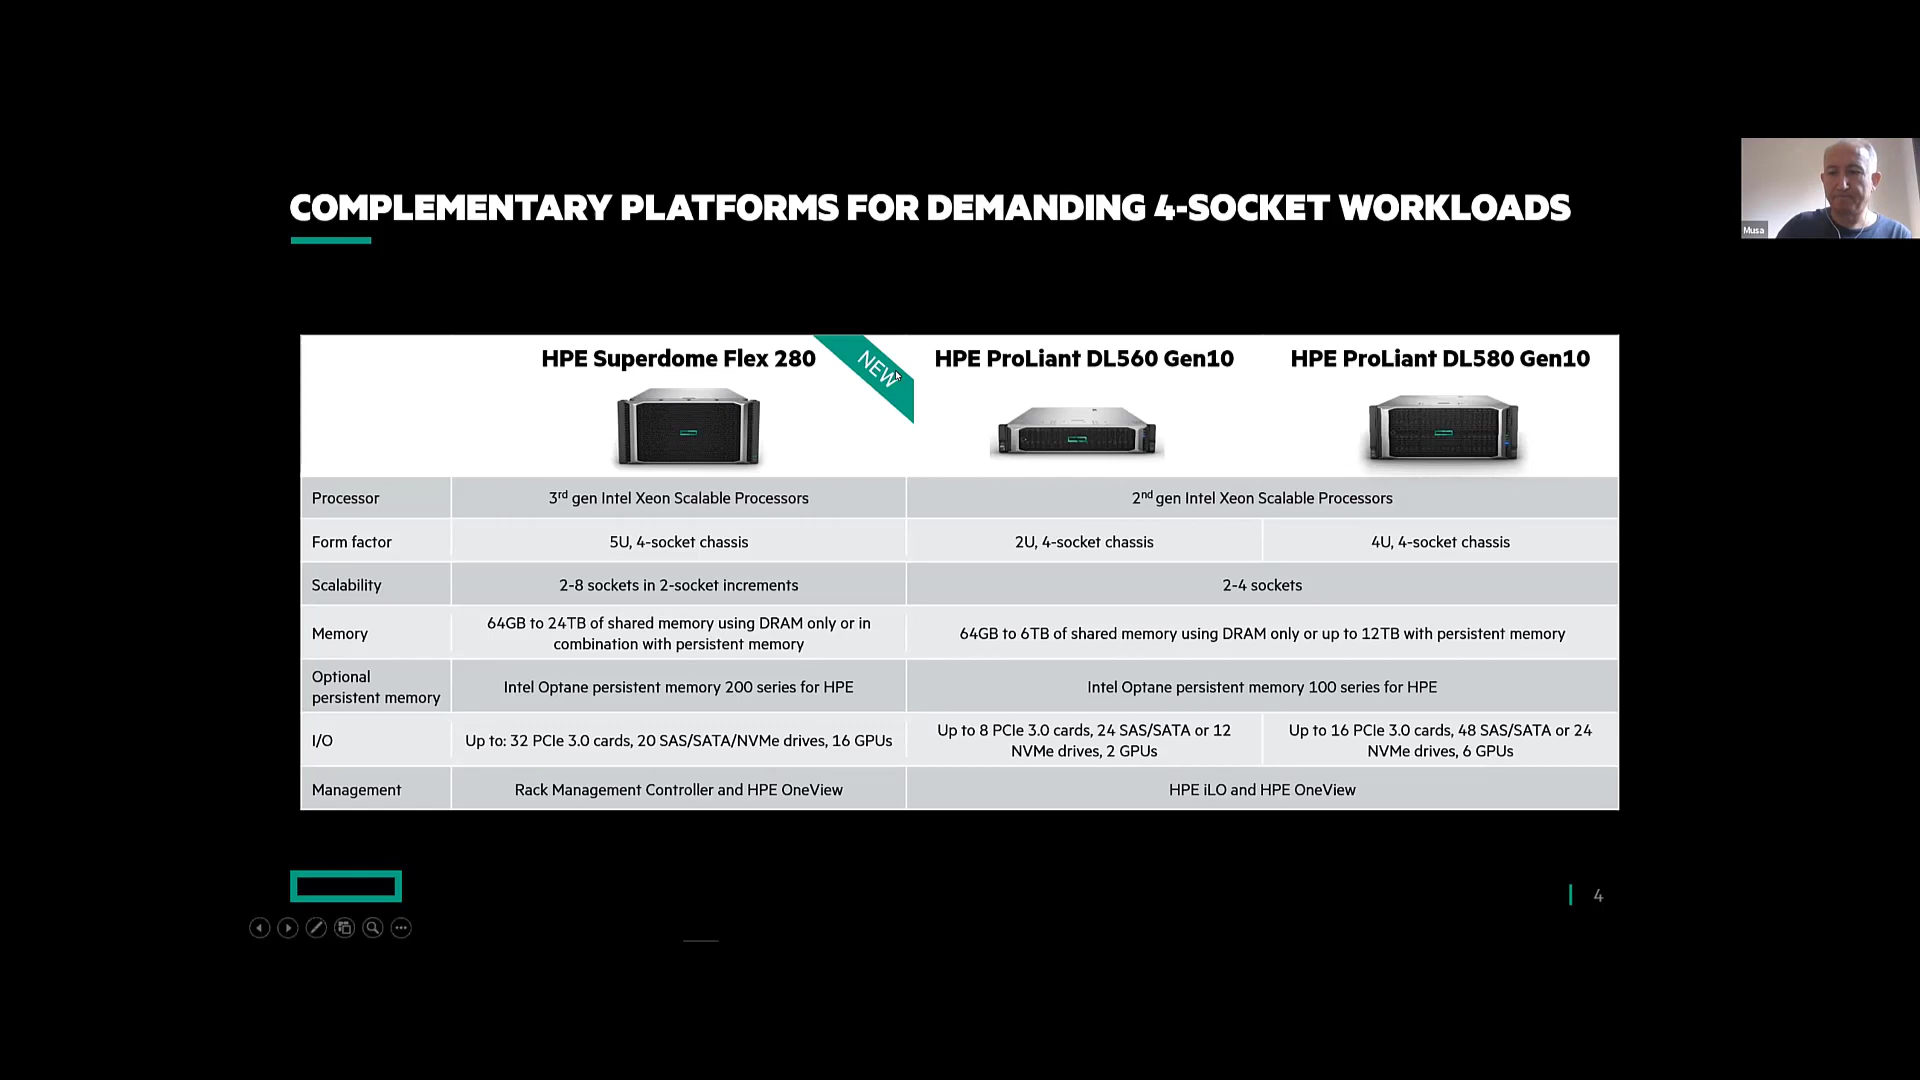 COMPLEMENTARY PLATFORMS FOR DEMANDING 4-SOCKET WORKLOADS
Musa
HPE Superdome Flex 280
NEW
HPE ProLiant DL560 Gen10
HPE ProLiant DL580 Gen10
Processor
3rd gen Intel Xeon Scalable Processors
2nd gen Intel Xeon Scalable Processors
Form factor
5U, 4-socket chassis
2U, 4-socket chassis
4U, 4-socket chassis
Scalability
2-8 sockets in 2-socket increments
2-4 sockets
Memory
64GB to 24TB of shared memory using DRAM only or in
combination with persistent memory
64GB to 6TB of shared memory using DRAM only or up to 12TB with persistent memory
Optional
persistent memory
Intel Optane persistent memory 200 series for HPE
Intel Optane persistent memory 100 series for HPE
I/O
Up to: 32 PCIe 3.0 cards, 20 SAS/SATA/NVMe drives, 16 GPUs
Up to 8 PCIe 3.0 cards, 24 SAS/SATA or 12
NVMe drives, 2 GPUs
Up to 16 PCIe 3.0 cards, 48 SAS/SATA or 24
NVMe drives, 6 GPUs
Management
Rack Management Controller and HPE OneView
HPE iLO and HPE OneView
4